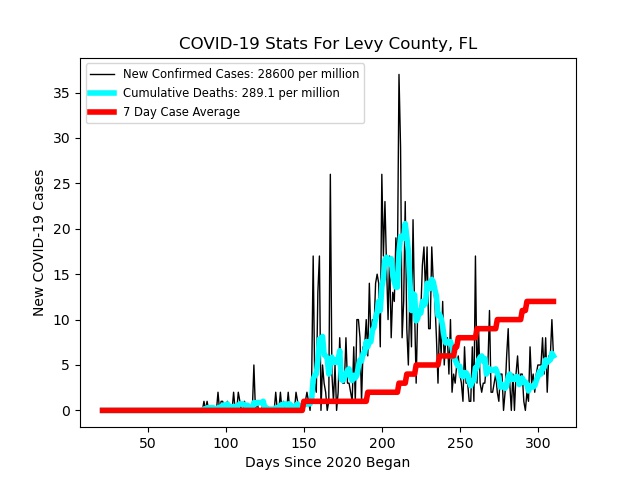 COVID-19 Stats For Levy County, FL
New Confirmed Cases: 28600 per million
Cumulative Deaths: 289.1 per million
7 Day Case Average
New COVID-19 Cases
35
30
25
20
15
10
5
0
50
100
150
200
250
300
Days Since 2020 Began